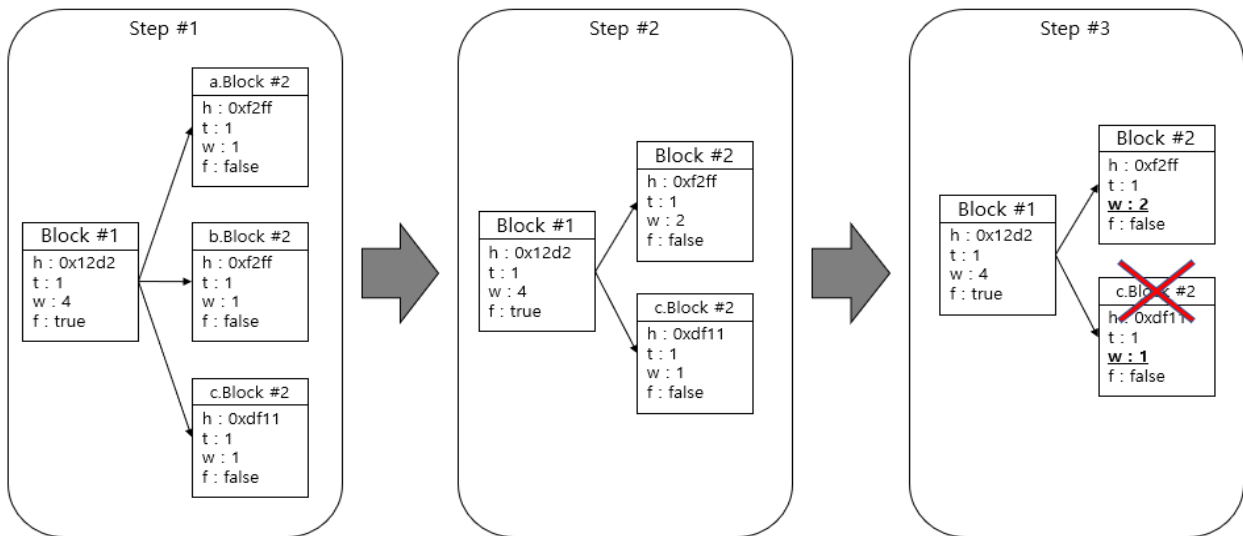 Step #1
a.Block #2
h : 0xf2ff
t : 1
w : 1
f : false
Block #1
h : 0x12d2
t : 1
w : 4
f : true
b.Block #2
h : 0xf2ff
t : 1
w : 1
f : false
c.Block #2
h : 0xdf11
t : 1
w : 1
f : false
Step #2
Block #2
h : 0xf2ff
t : 1
w : 2
f : false
Block #1
h : 0x12d2
t : 1
w : 4
f : true
c.Block #2
h : 0xdf11
t : 1
w : 1
f : false
Step #3
Block #2
h : 0xf2ff
t : 1
w : 2
f : false
Block #1
h : 0x12d2
t : 1
w : 4
f : true
c.Block #2
h : 0xdf11
t : 1
w : 1
f : false